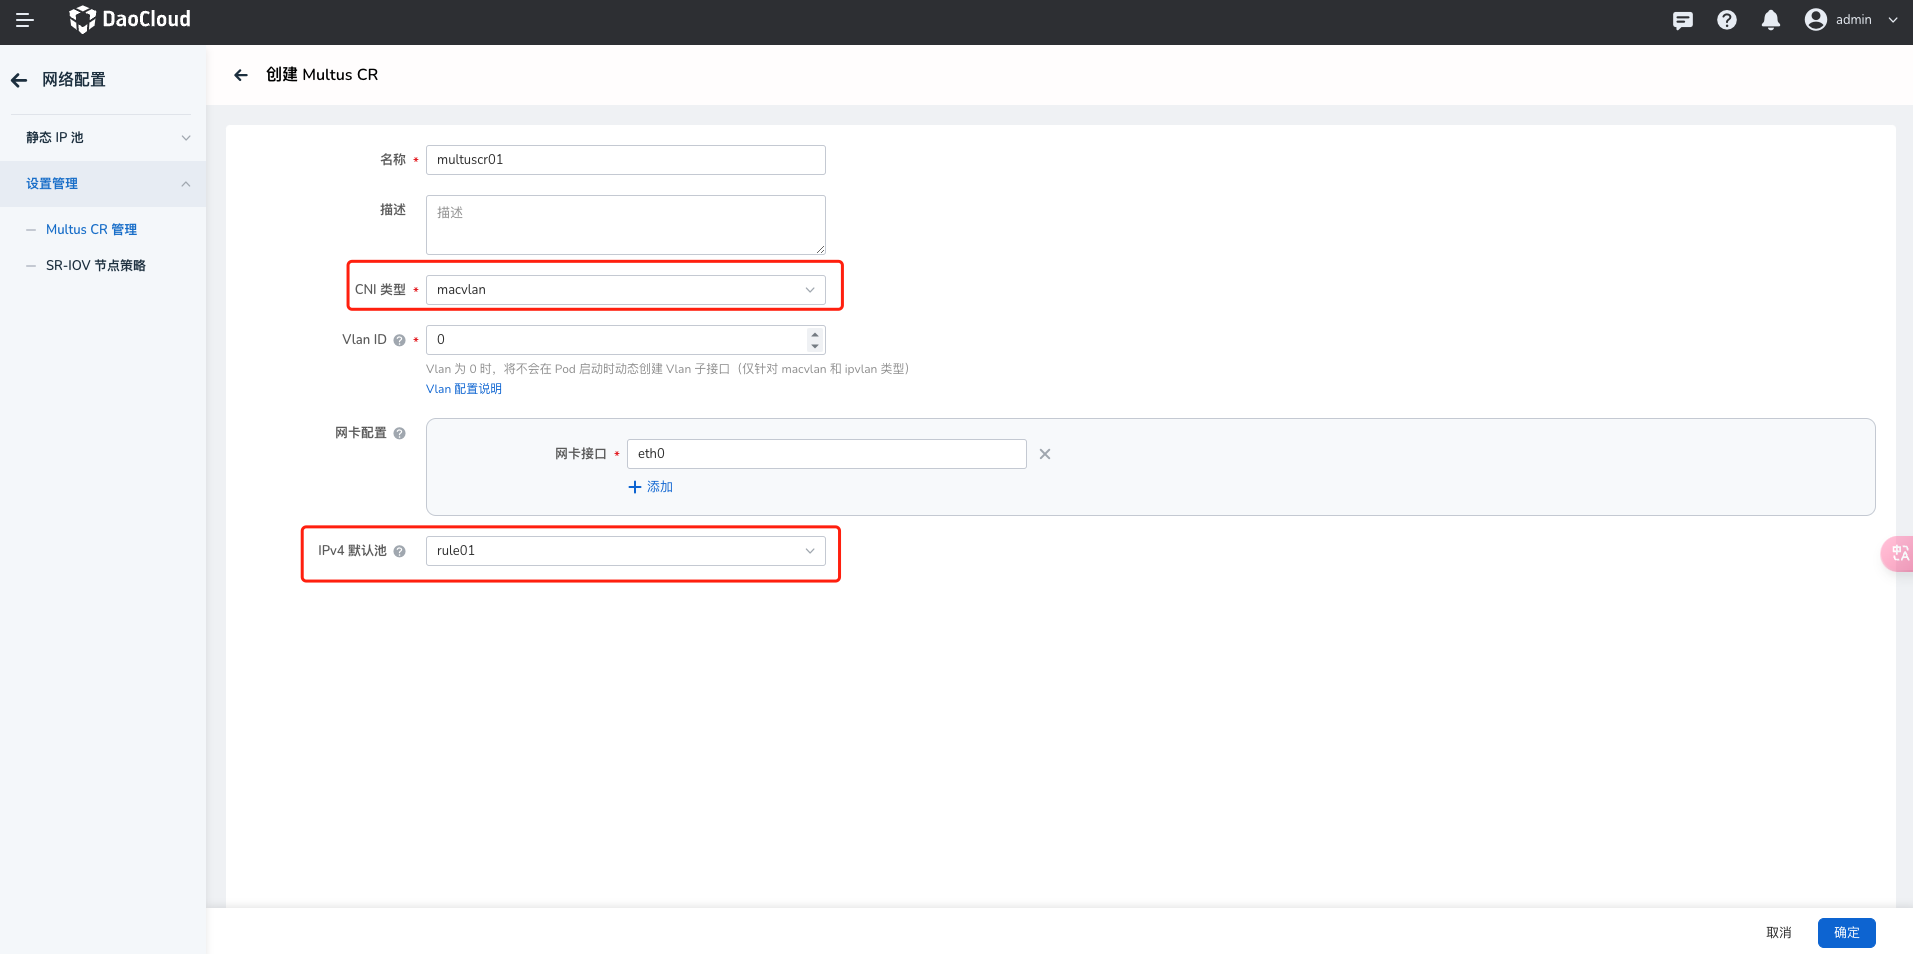 DaoCloud
admin
网络配置
创建 Multus CR
静态 IP 池
设置管理
Multus CR 管理
SR-IOV 节点策略
名称 * multuscr01
描述 描述
CNI 类型 * macvlan
Vlan ID ? * 0
Vlan 为 0 时，将不会在 Pod 启动时动态创建 Vlan 子接口（仅针对 macvlan 和 ipvlan 类型）
Vlan 配置说明
网卡配置 ?
网卡接口 * eth0
添加
IPv4 默认池 ? rule01
中A
取消 确定